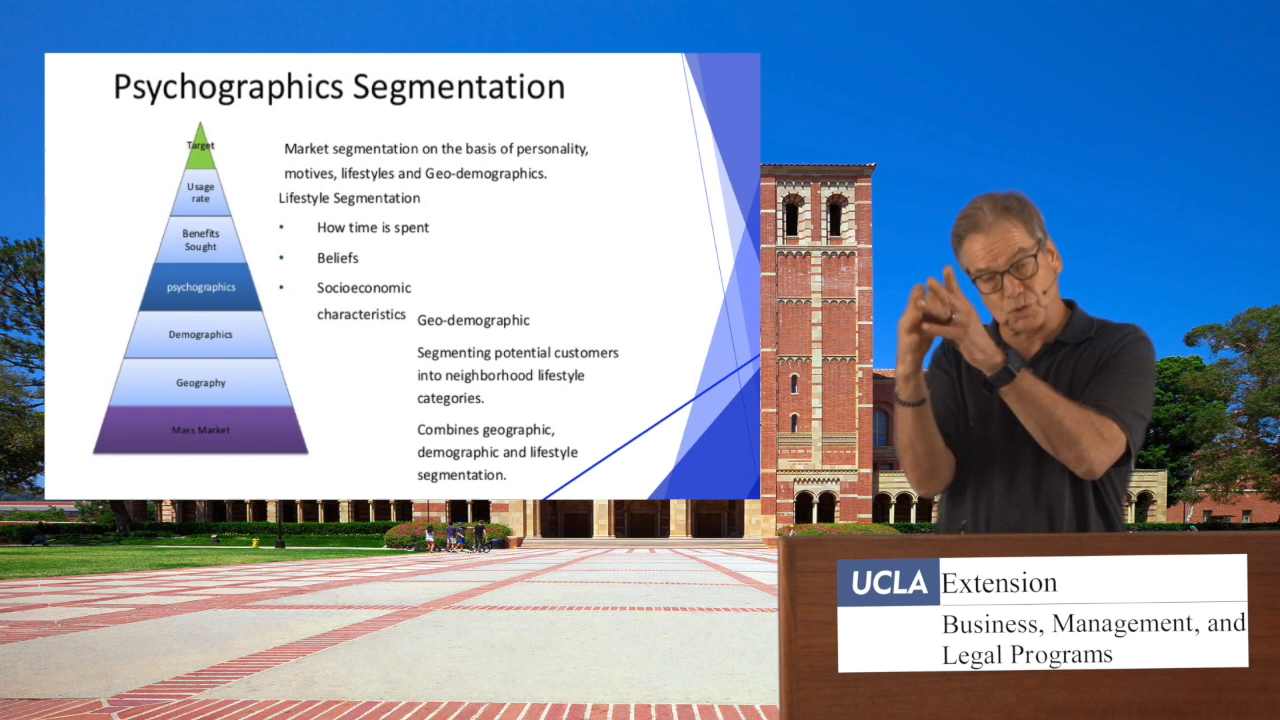 Psychographics Segmentation
Target
Usage
rate
Benefits
Sought
psychographics
Demographics
Geography
Mass Market
Market segmentation on the basis of personality,
motives, lifestyles and Geo-demographics.
Lifestyle Segmentation
• How time is spent
• Beliefs
• Socioeconomic
characteristics
Geo-demographic
Segmenting potential customers
into neighborhood lifestyle
categories.
Combines geographic,
demographic and lifestyle
segmentation.
UCLA Extension
Business, Management, and
Legal Programs